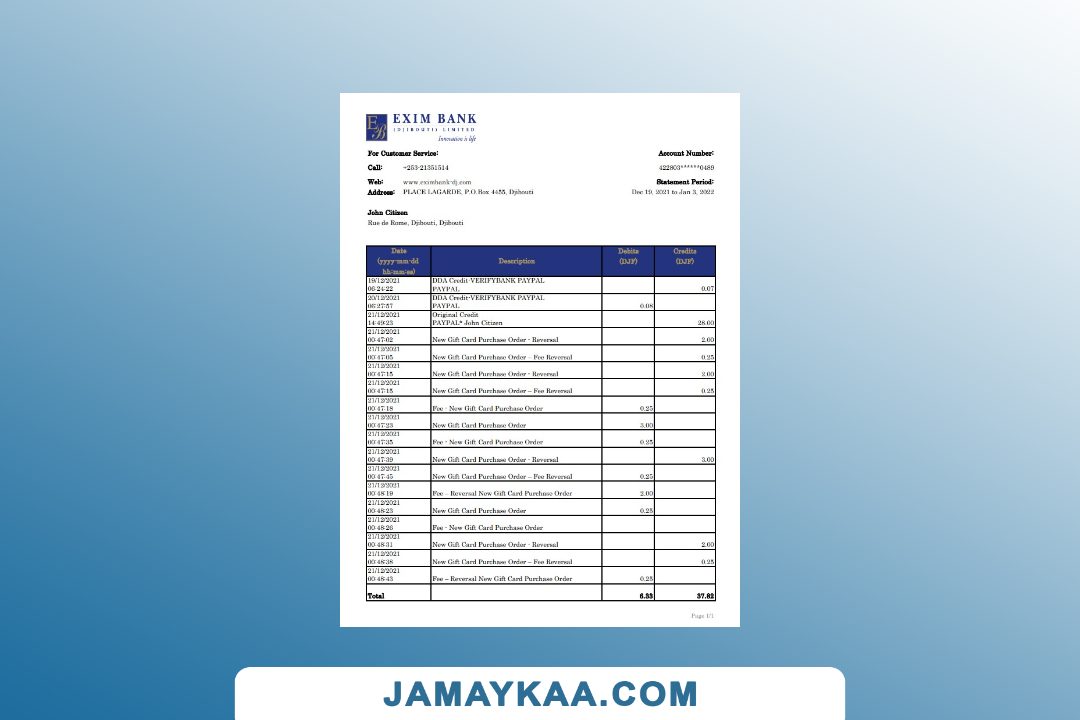 EXIM BANK
(DJIBOUTI) LIMITED
Innovation is life
For Customer Service: Account Number:
Call: +253-21351514 422803******0489
Web: www.eximbank-dj.com Statement Period:
Address: PLACE LAGARDE, P.O.Box 4455, Djibouti Dec 19, 2021 to Jan 3, 2022
John Citizen
Rue de Rome, Djibouti, Djibouti
Date Debits Credits
(yyyy-mm-dd Description (DJF) (DJF)
hh:mm:ss)
19/12/2021 DDA Credit-VERIFYBANK PAYPAL
06:24:22 PAYPAL 0.07
20/12/2021 DDA Credit-VERIFYBANK PAYPAL
06:27:57 PAYPAL 0.08
21/12/2021 Original Credit
14:49:23 PAYPAL* John Citizen 28.00
21/12/2021
00:47:02 New Gift Card Purchase Order - Reversal 2.00
21/12/2021
00:47:05 New Gift Card Purchase Order – Fee Reversal 0.25
21/12/2021
00:47:15 New Gift Card Purchase Order - Reversal 2.00
21/12/2021
00:47:15 New Gift Card Purchase Order – Fee Reversal 0.25
21/12/2021
00:47:18 Fee - New Gift Card Purchase Order 0.25
21/12/2021
00:47:23 New Gift Card Purchase Order 3.00
21/12/2021
00:47:35 Fee - New Gift Card Purchase Order 0.25
21/12/2021
00:47:39 New Gift Card Purchase Order - Reversal 3.00
21/12/2021
00:47:45 New Gift Card Purchase Order – Fee Reversal 0.25
21/12/2021
00:48:19 Fee – Reversal New Gift Card Purchase Order 2.00
21/12/2021
00:48:23 New Gift Card Purchase Order 0.25
21/12/2021
00:48:26 Fee - New Gift Card Purchase Order
21/12/2021
00:48:31 New Gift Card Purchase Order - Reversal 2.00
21/12/2021
00:48:38 New Gift Card Purchase Order – Fee Reversal 0.25
21/12/2021
00:48:43 Fee – Reversal New Gift Card Purchase Order 0.25
Total 6.33 37.82
Page 1/1
JAMAYKAA.COM